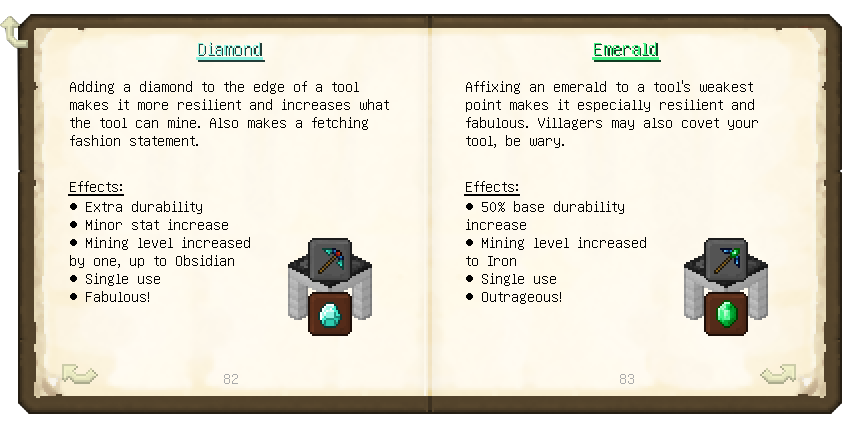 Diamond
Adding a diamond to the edge of a tool
makes it more resilient and increases what
the tool can mine. Also makes a fetching
fashion statement.
Effects:
● Extra durability
● Minor stat increase
● Mining level increased
by one, up to Obsidian
● Single use
● Fabulous!
82
Emerald
Affixing an emerald to a tool's weakest
point makes it especially resilient and
fabulous. Villagers may also covet your
tool, be wary.
Effects:
● 50% base durability
increase
● Mining level increased
to Iron
● Single use
● Outrageous!
83